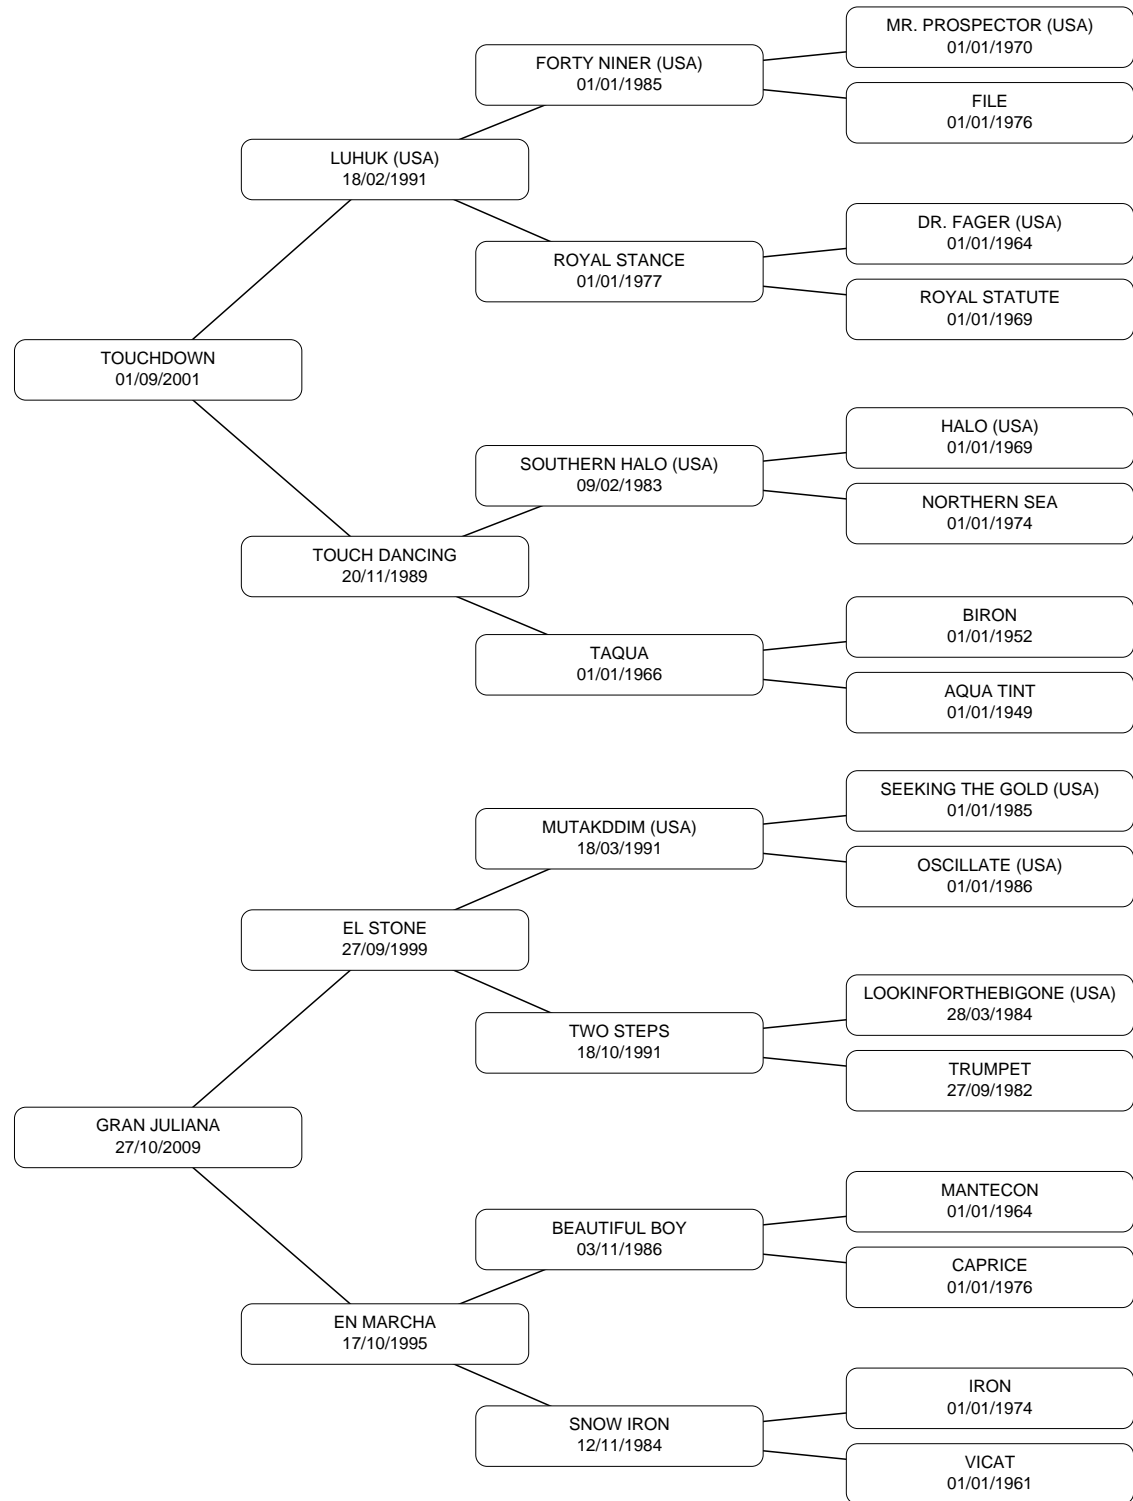 MR. PROSPECTOR (USA)
01/01/1970
FORTY NINER (USA)
01/01/1985
FILE
01/01/1976
LUHUK (USA)
18/02/1991
DR. FAGER (USA)
01/01/1964
ROYAL STANCE
01/01/1977
ROYAL STATUTE
01/01/1969
TOUCHDOWN
01/09/2001
HALO (USA)
01/01/1969
SOUTHERN HALO (USA)
09/02/1983
NORTHERN SEA
01/01/1974
TOUCH DANCING
20/11/1989
BIRON
01/01/1952
TAQUA
01/01/1966
AQUA TINT
01/01/1949
SEEKING THE GOLD (USA)
01/01/1985
MUTAKDDIM (USA)
18/03/1991
OSCILLATE (USA)
01/01/1986
EL STONE
27/09/1999
LOOKINFORTHEBIGONE (USA)
28/03/1984
TWO STEPS
18/10/1991
TRUMPET
27/09/1982
GRAN JULIANA
27/10/2009
MANTECON
01/01/1964
BEAUTIFUL BOY
03/11/1986
CAPRICE
01/01/1976
EN MARCHA
17/10/1995
IRON
01/01/1974
SNOW IRON
12/11/1984
VICAT
01/01/1961